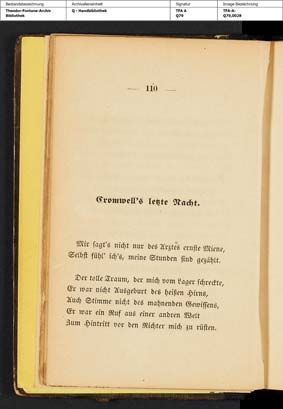 Bestandsbezeichnung Archivalieneinheit Signatur Image-Bezeichnung
Theodor-Fontane-Archiv Q - Handbibliothek TFA A TFA-A-
Bibliothek Q79 Q79,0028
— 110 —
Cromwell's letzte Nacht.
Mir sagt's nicht nur des Arztes ernste Miene,
Selbst fühl' ich's, meine Stunden sind gezählt.
Der tolle Traum, der mich vom Lager schreckte,
Er war nicht Ausgeburt des heißen Hirns,
Auch Stimme nicht des mahnenden Gewissens,
Er war ein Ruf aus einer andren Welt
Zum Hintritt vor den Richter mich zu rüsten.